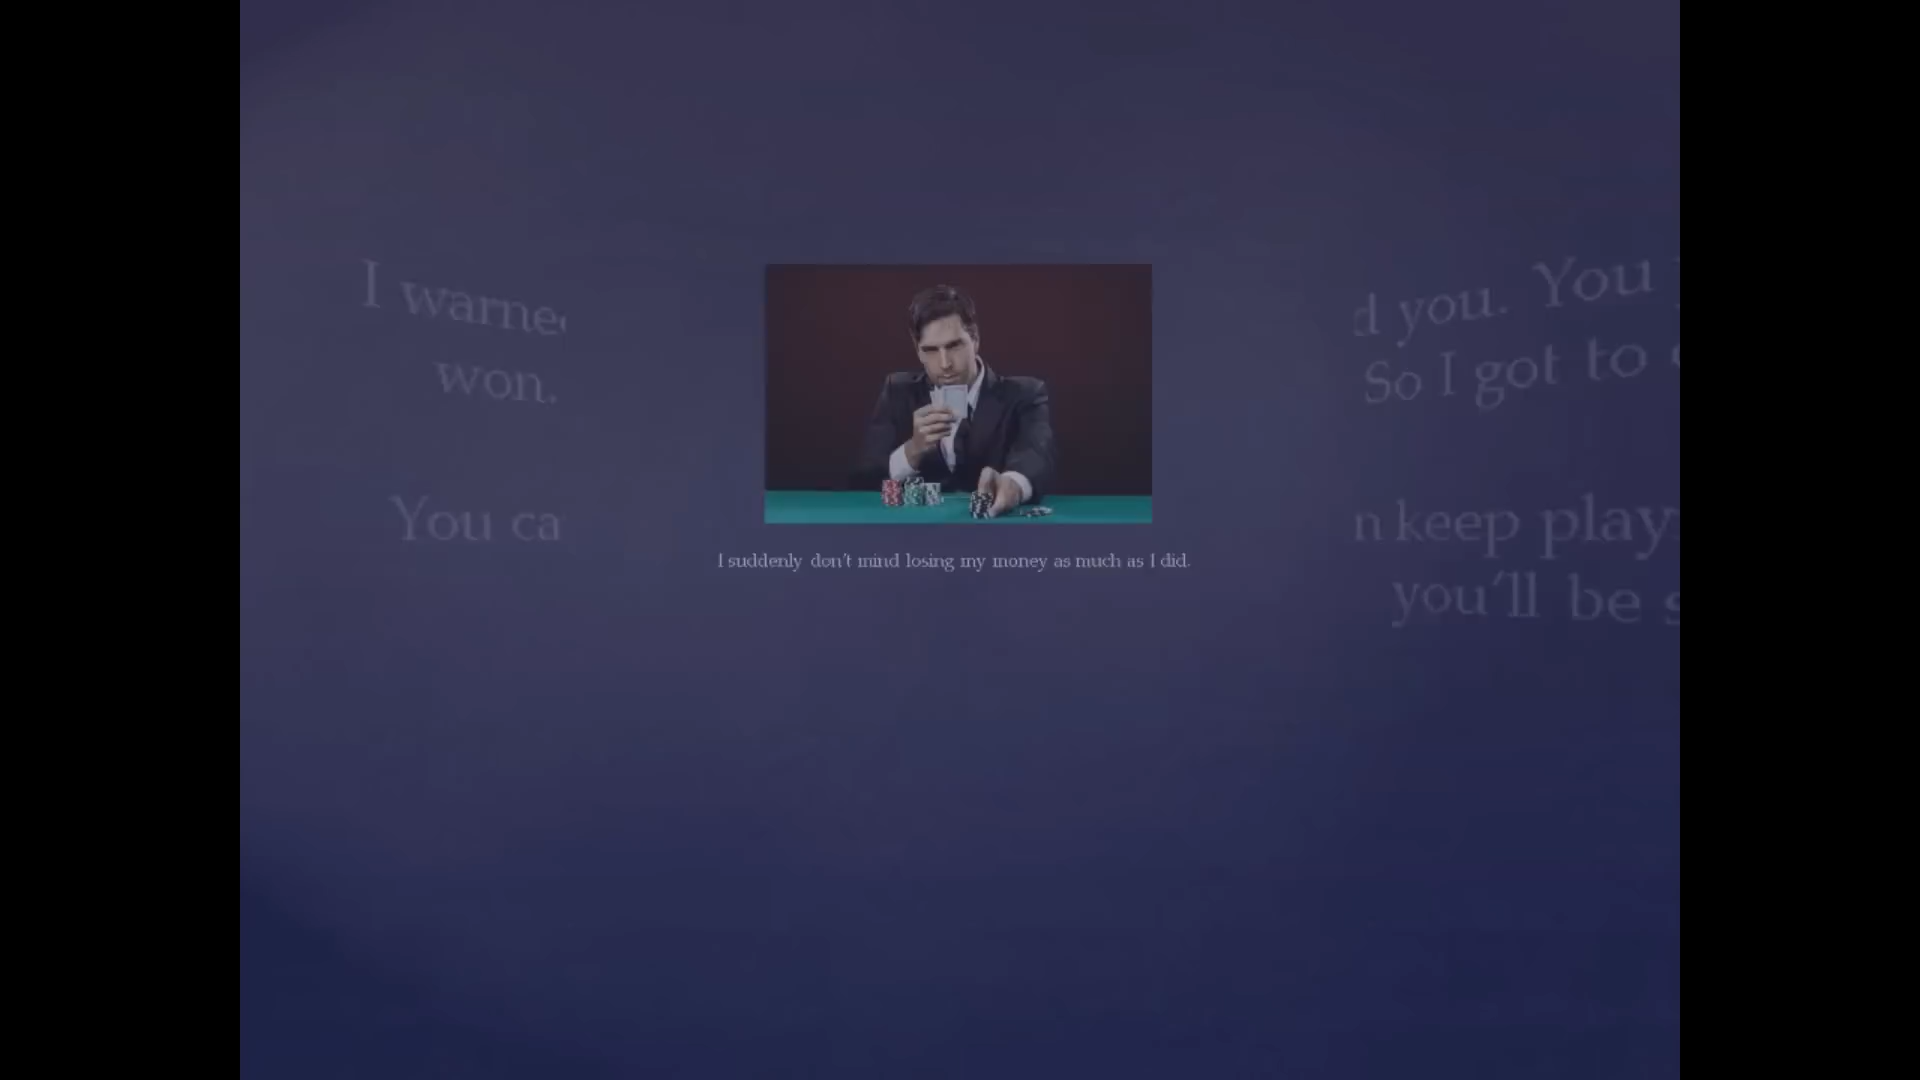 I warne
won.
You ca
I suddenly don't mind losing my money as much as I did.
d you. You
So I got to
n keep play
you'll be